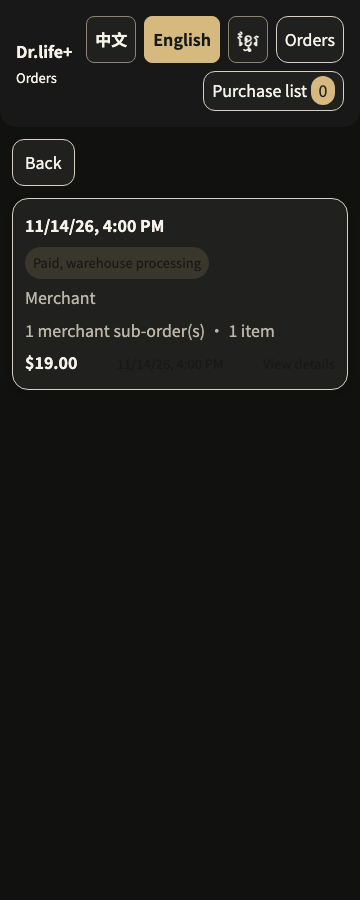 Dr.life+
Orders
中文
English
ខ្មែរ
Orders
Purchase list 0
Back
11/14/26, 4:00 PM
Paid, warehouse processing
Merchant
1 merchant sub-order(s) • 1 item
$19.00 11/14/26, 4:00 PM View details